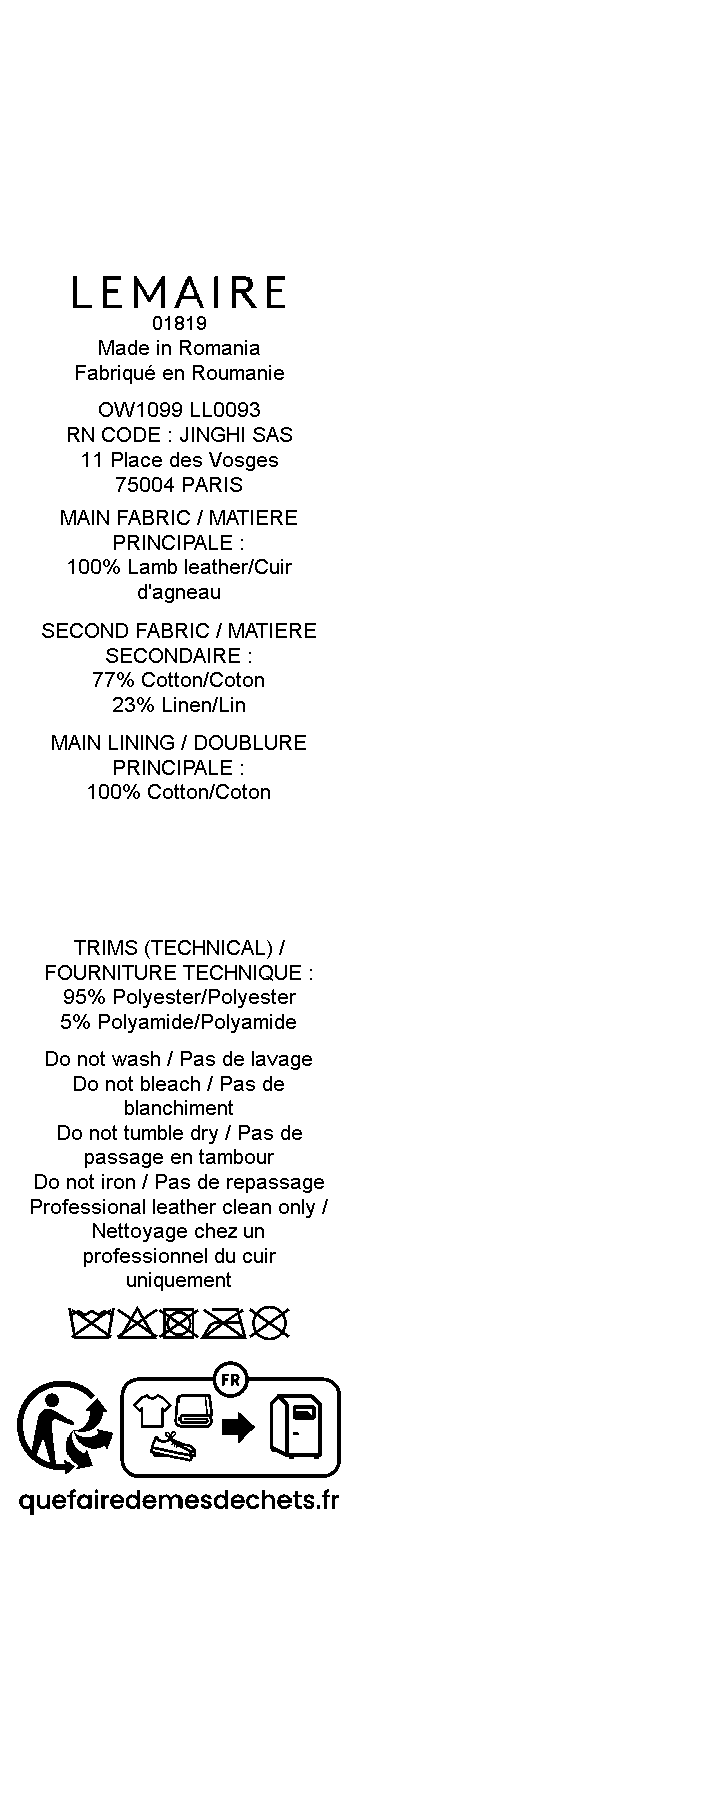 LEMAIRE
01819
Made in Romania
Fabriqué en Roumanie
OW1099 LL0093
RN CODE : JINGHI SAS
11 Place des Vosges
75004 PARIS
MAIN FABRIC / MATIERE
PRINCIPALE :
100% Lamb leather/Cuir
d'agneau
SECOND FABRIC / MATIERE
SECONDAIRE :
77% Cotton/Coton
23% Linen/Lin
MAIN LINING / DOUBLURE
PRINCIPALE :
100% Cotton/Coton
TRIMS (TECHNICAL) /
FOURNITURE TECHNIQUE :
95% Polyester/Polyester
5% Polyamide/Polyamide
Do not wash / Pas de lavage
Do not bleach / Pas de
blanchiment
Do not tumble dry / Pas de
passage en tambour
Do not iron / Pas de repassage
Professional leather clean only /
Nettoyage chez un
professionnel du cuir
uniquement
FR
quefairedemesdechets.fr